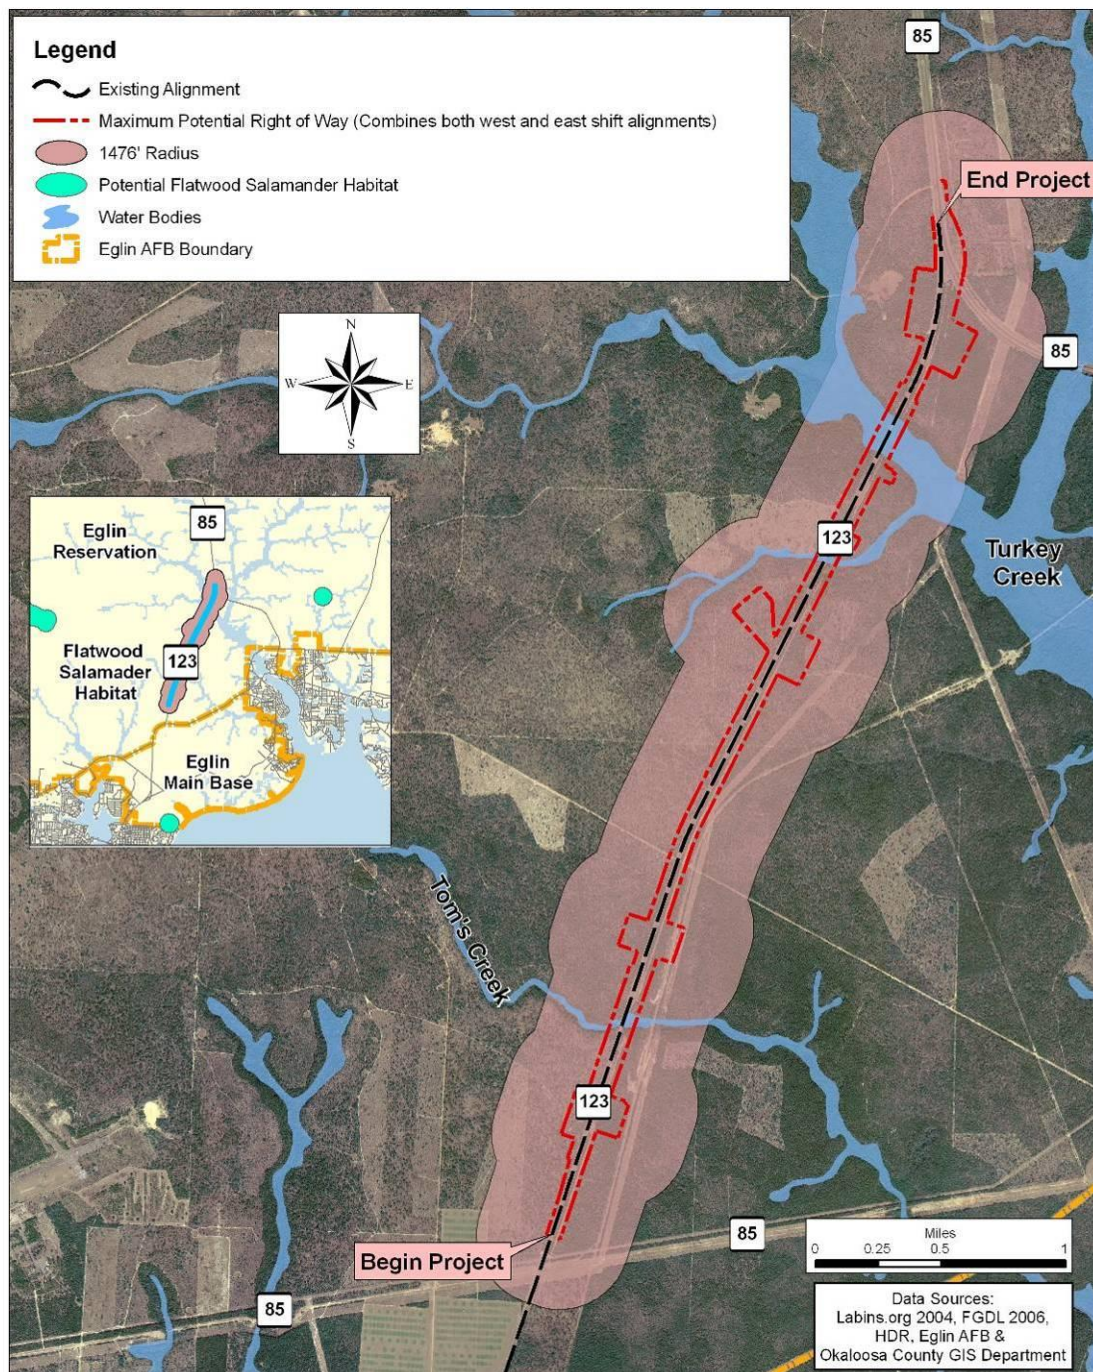 Legend
Existing Alignment
Maximum Potential Right of Way (Combines both west and east shift alignments)
1476' Radius
Potential Flatwood Salamander Habitat
Water Bodies
Eglin AFB Boundary
85
End Project
N
W
E
S
85
Eglin
Reservation
85
Flatwood
Salamader
Habitat
123
Eglin
Main Base
123
Turkey
Creek
Tom's Creek
123
85
Begin Project
85
Miles
0 0.25 0.5 1
Data Sources:
Labins.org 2004, FGDL 2006,
HDR, Eglin AFB &
Okaloosa County GIS Department